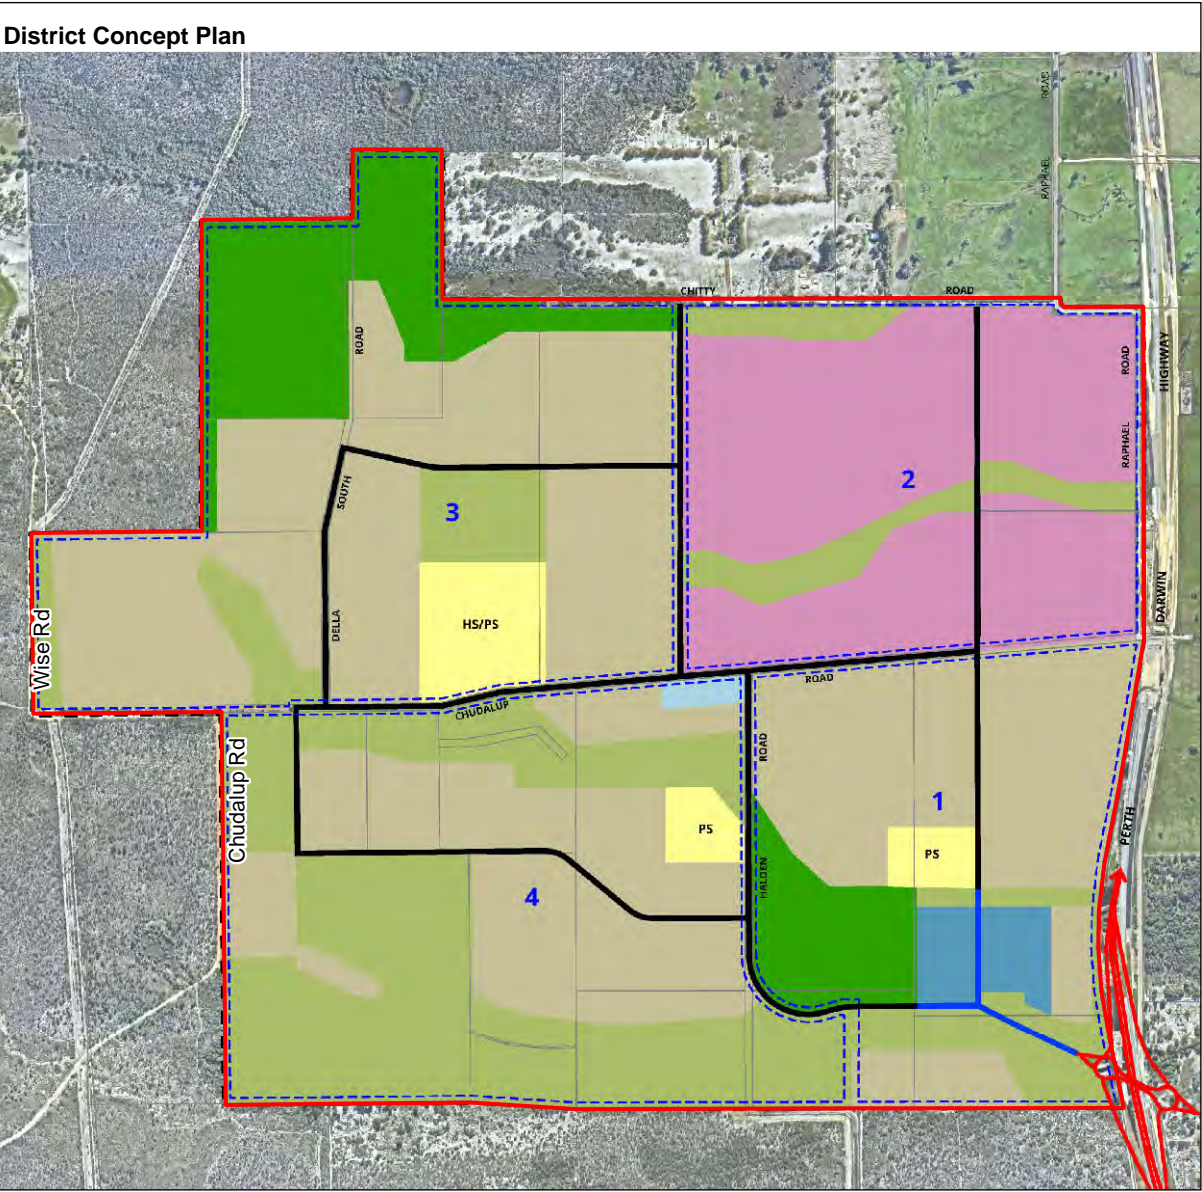 District Concept Plan
ROAD
RAPHAEL
CHITTY
ROAD
ROAD
ROAD
HIGHWAY
RAPHAEL
2
SOUTH
3
DARWIN
HS/PS
DELLA
Wise Rd
ROAD
CHUDALUP
ROAD
Chudalup Rd
1
PERTH
PS
PS
HALDEN
4